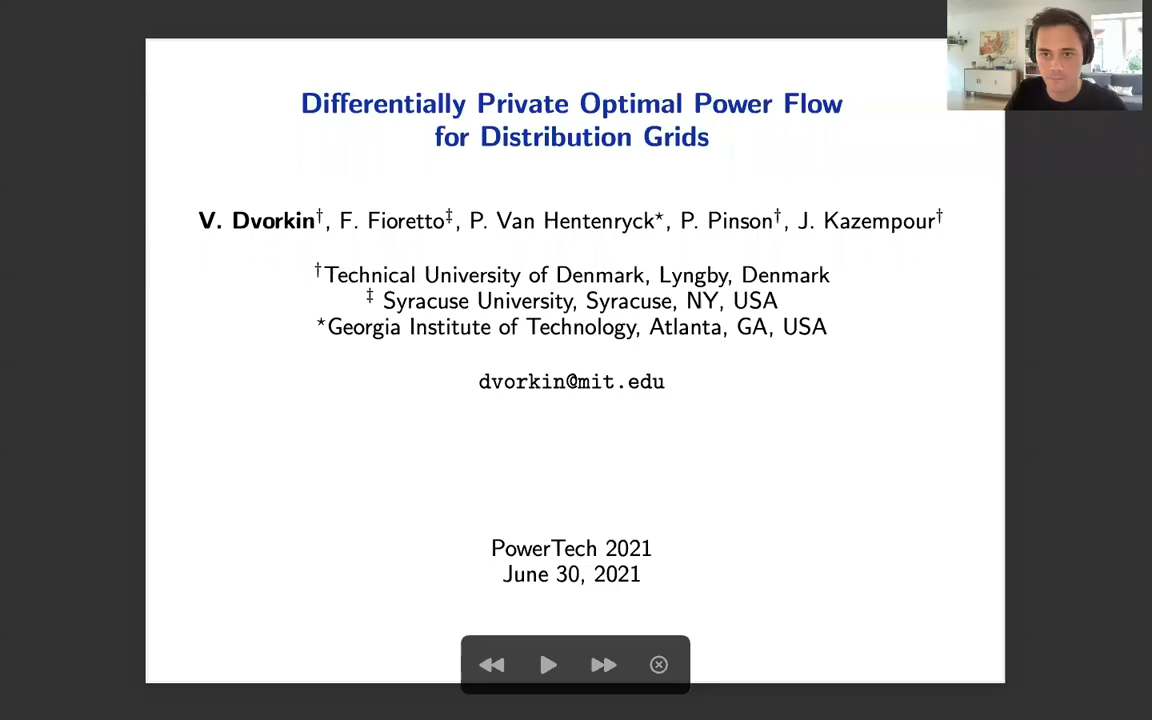 Differentially Private Optimal Power Flow
for Distribution Grids
V. Dvorkin†, F. Fioretto‡, P. Van Hentenryck⋆, P. Pinson†, J. Kazempour†
†Technical University of Denmark, Lyngby, Denmark
‡ Syracuse University, Syracuse, NY, USA
⋆Georgia Institute of Technology, Atlanta, GA, USA
dvorkin@mit.edu
PowerTech 2021
June 30, 2021